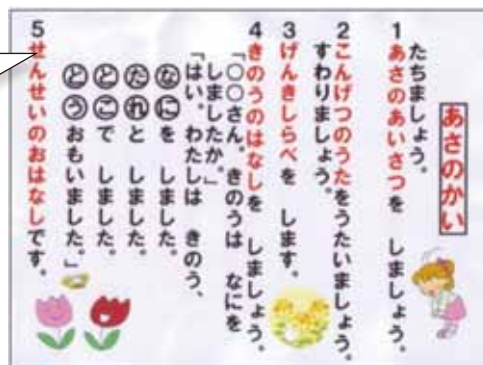 あさのかい
たちましょう。
1 あさのあいさつを しましょう。
2 こんげつのうたをうたいましょう。
すわりましょう。
3 げんきしらべを します。
4 きのうのはなしを しましょう。
「○○さん。きのうは なにを
しましたか。」
「はい。わたしは きのう、
なにを しました。
だれと しました。
どこで しました。
どうおもいました。」
5 せんせいのおはなしです。